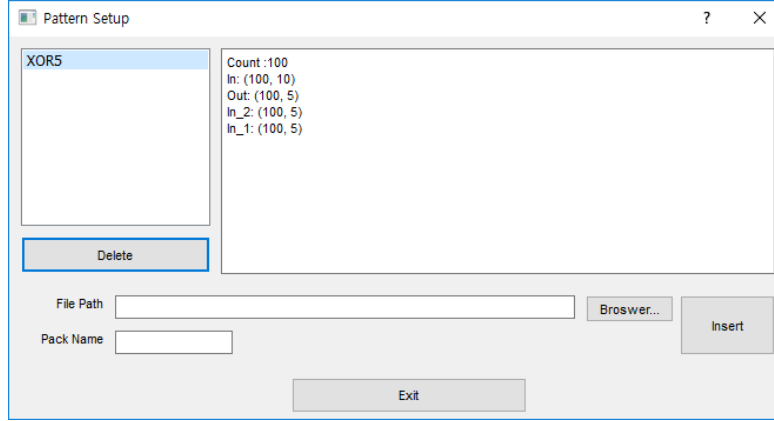 Pattern Setup
?
XOR5
Count :100
In: (100, 10)
Out: (100, 5)
In_2: (100, 5)
In_1: (100, 5)
Delete
File Path
Broswer...
Insert
Pack Name
Exit